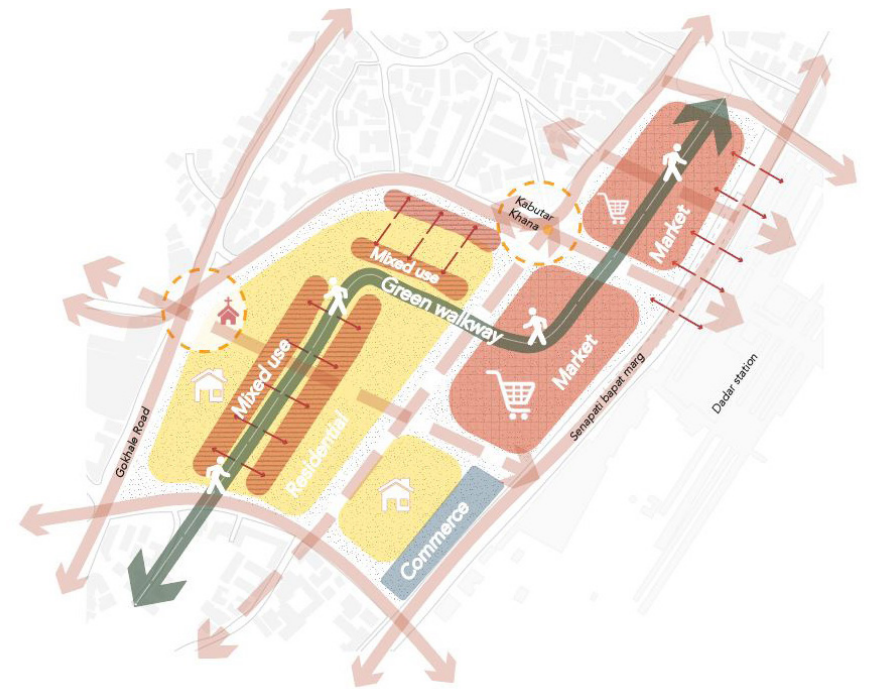 Kabutar
Khana
Market
Mixed use
Green walkway
Market
Mixed use
Residential
Gokhale Road
Senapati bapat marg
Dadar station
Commerce